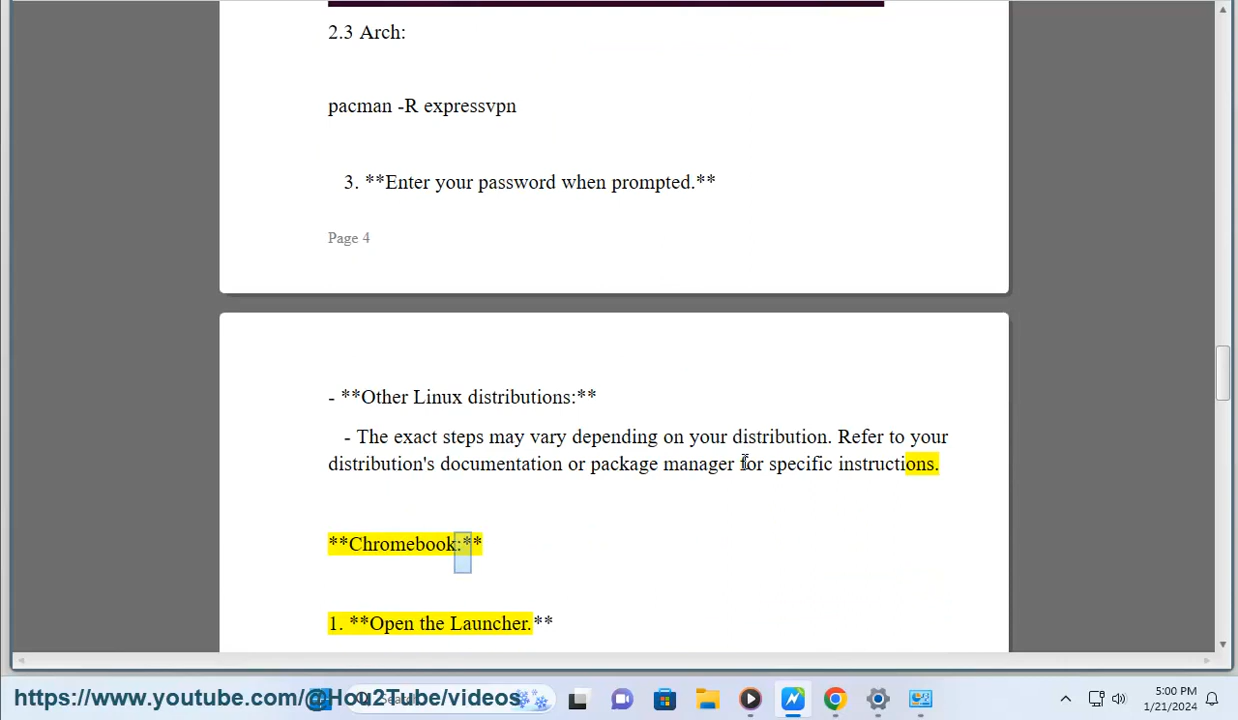 2.3 Arch:
pacman -R expressvpn
3. **Enter your password when prompted.**
Page 4
- **Other Linux distributions:**
- The exact steps may vary depending on your distribution. Refer to your
distribution's documentation or package manager for specific instructions.
**Chromebook:**
1. **Open the Launcher.**
https://www.youtube.com/@Hou2Tube/videos
5:00 PM
1/21/2024